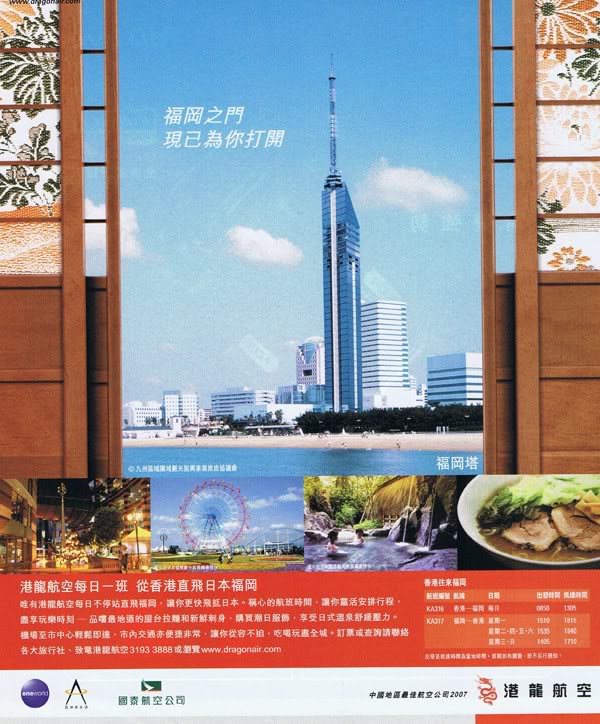 www.dragonair.com
福岡之門
現已為你打開
福岡塔
港龍航空每日一班 從香港直飛日本福岡
唯有港龍航空每日不停站直飛福岡，讓你更快飛抵日本。稱心的航班時間，讓你靈活安排行程，
盡享玩樂時刻 — 品嚐最地道的屋台拉麵和新鮮刺身，購買潮日服飾，享受日式溫泉舒緩壓力。
機場至市中心輕鬆即達，市內交通亦便捷非常，讓你從容不迫，吃喝玩盡全城。訂票或查詢請聯絡
各大旅行社、致電港龍航空3193 3888或瀏覽www.dragonair.com。
香港往來福岡
航班編號 航線 日期 出發時間 抵達時間
KA316 香港－福岡 每日 0850 1305
KA317 福岡－香港 星期一 1510 1815
星期二・四・五・六 1535 1840
星期三・日 1405 1710
oneworld
國泰航空公司
中國地區最佳航空公司2007
港龍航空